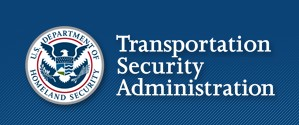 U.S. DEPARTMENT OF
HOMELAND SECURITY
Transportation
Security
Administration